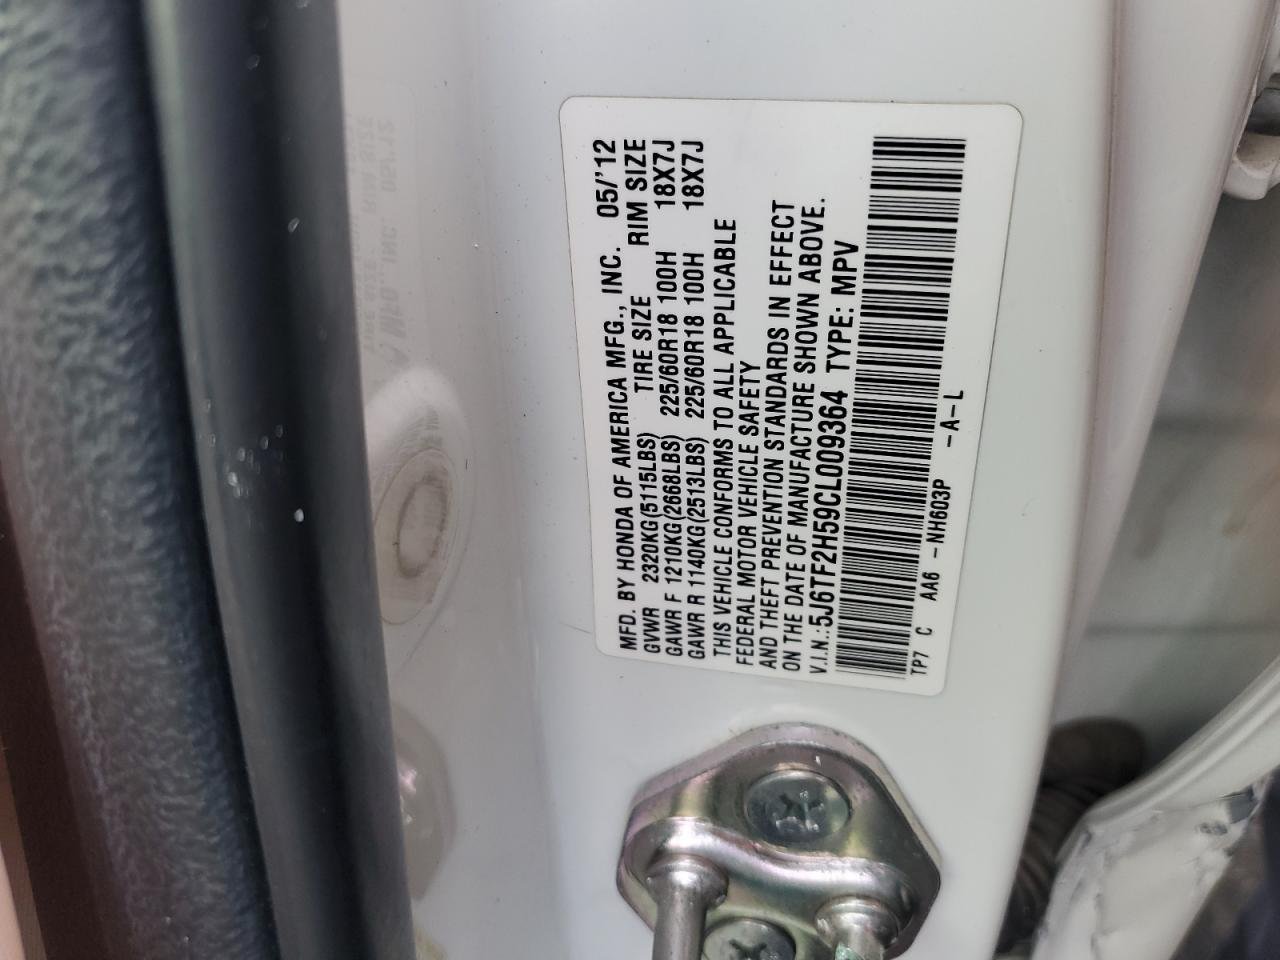 MFD. BY HONDA OF AMERICA MFG., INC. 05/'12
GVWR 2320KG(5115LBS) TIRE SIZE RIM SIZE
GAWR F 1210KG(2668LBS) 225/60R18 100H 18X7J
GAWR R 1140KG(2513LBS) 225/60R18 100H 18X7J
THIS VEHICLE CONFORMS TO ALL APPLICABLE
FEDERAL MOTOR VEHICLE SAFETY
AND THEFT PREVENTION STANDARDS IN EFFECT
ON THE DATE OF MANUFACTURE SHOWN ABOVE.
V.I.N.: 5J6TF2H59CL009364 TYPE: MPV
TP7 C AA6 -NH603P -A-L